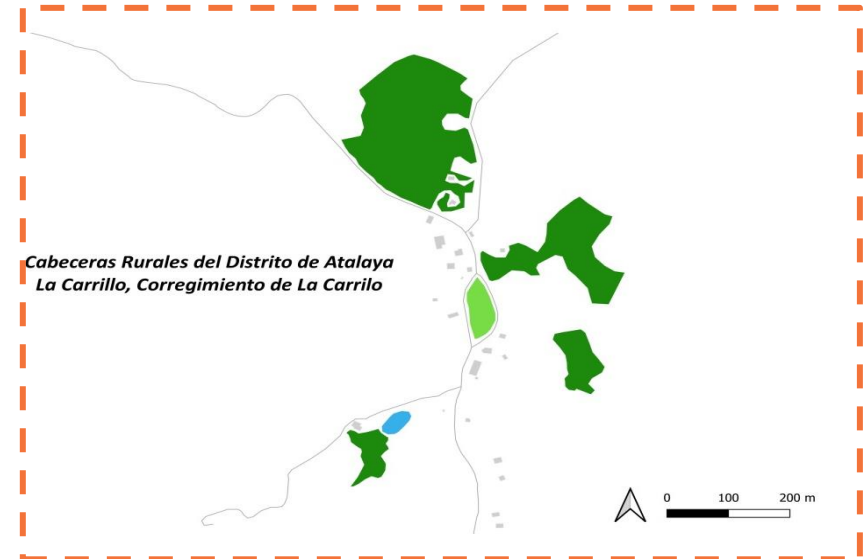 Cabeceras Rurales del Distrito de Atalaya
La Carrillo, Corregimiento de La Carrilo
0 100 200 m